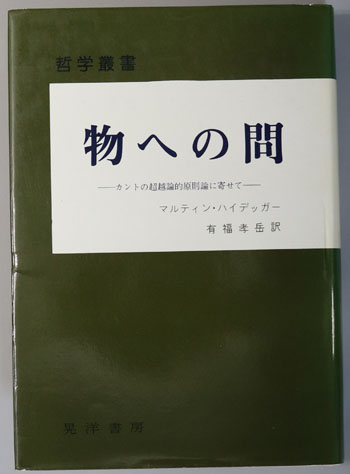 哲学叢書
物への問
――カントの超越論的原則論に寄せて――
マルティン・ハイデッガー
有福孝岳訳
晃洋書房